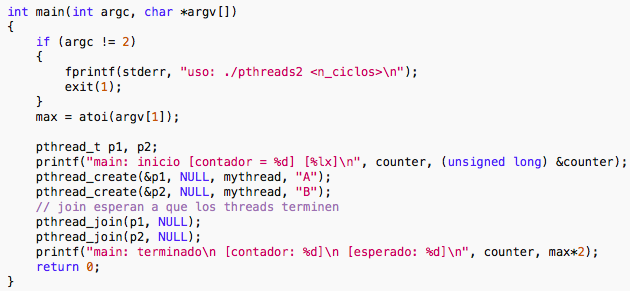 int main(int argc, char *argv[])
{
    if (argc != 2)
    {
        fprintf(stderr, "uso: ./pthreads2 <n_ciclos>\n");
        exit(1);
    }
    max = atoi(argv[1]);

    pthread_t p1, p2;
    printf("main: inicio [contador = %d] [%lx]\n", counter, (unsigned long) &counter);
    pthread_create(&p1, NULL, mythread, "A");
    pthread_create(&p2, NULL, mythread, "B");
    // join esperan a que los threads terminen
    pthread_join(p1, NULL);
    pthread_join(p2, NULL);
    printf("main: terminado\n [contador: %d]\n [esperado: %d]\n", counter, max*2);
    return 0;
}